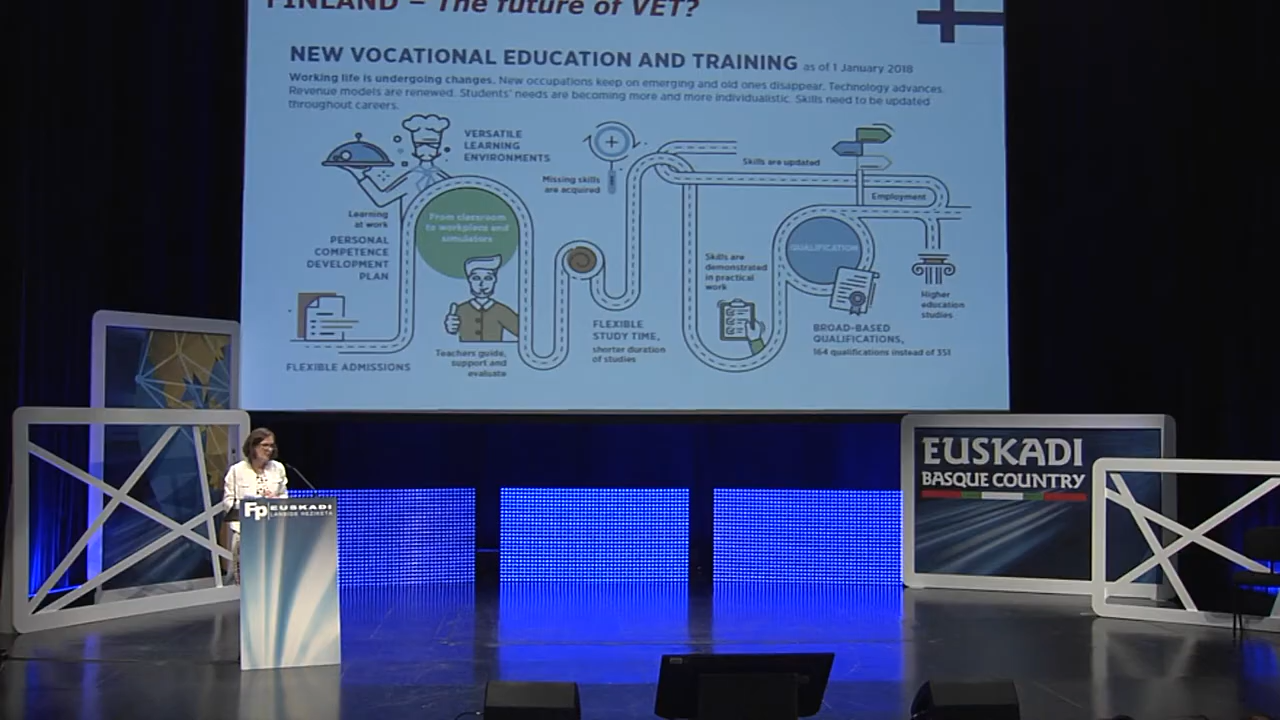 FINLAND – The future of VET?
NEW VOCATIONAL EDUCATION AND TRAINING as of 1 January 2018
Working life is undergoing changes. New occupations keep on emerging and old ones disappear. Technology advances.
Revenue models are renewed. Students' needs are becoming more and more individualistic. Skills need to be updated
throughout careers.
VERSATILE
LEARNING
ENVIRONMENTS
Missing skills
are acquired
Skills are updated
Employment
Learning
at work
From classroom
to workplace and
simulators
PERSONAL
COMPETENCE
DEVELOPMENT
PLAN
QUALIFICATION
Skills are
demonstrated
in practical
work
Higher
education
studies
FLEXIBLE
STUDY TIME,
shorter duration
of studies
BROAD-BASED
QUALIFICATIONS,
164 qualifications instead of 351
Teachers guide,
support and
evaluate
FLEXIBLE ADMISSIONS
EUSKADI
BASQUE COUNTRY
Fp EUSKADI
LANBIDE HEZIKETA